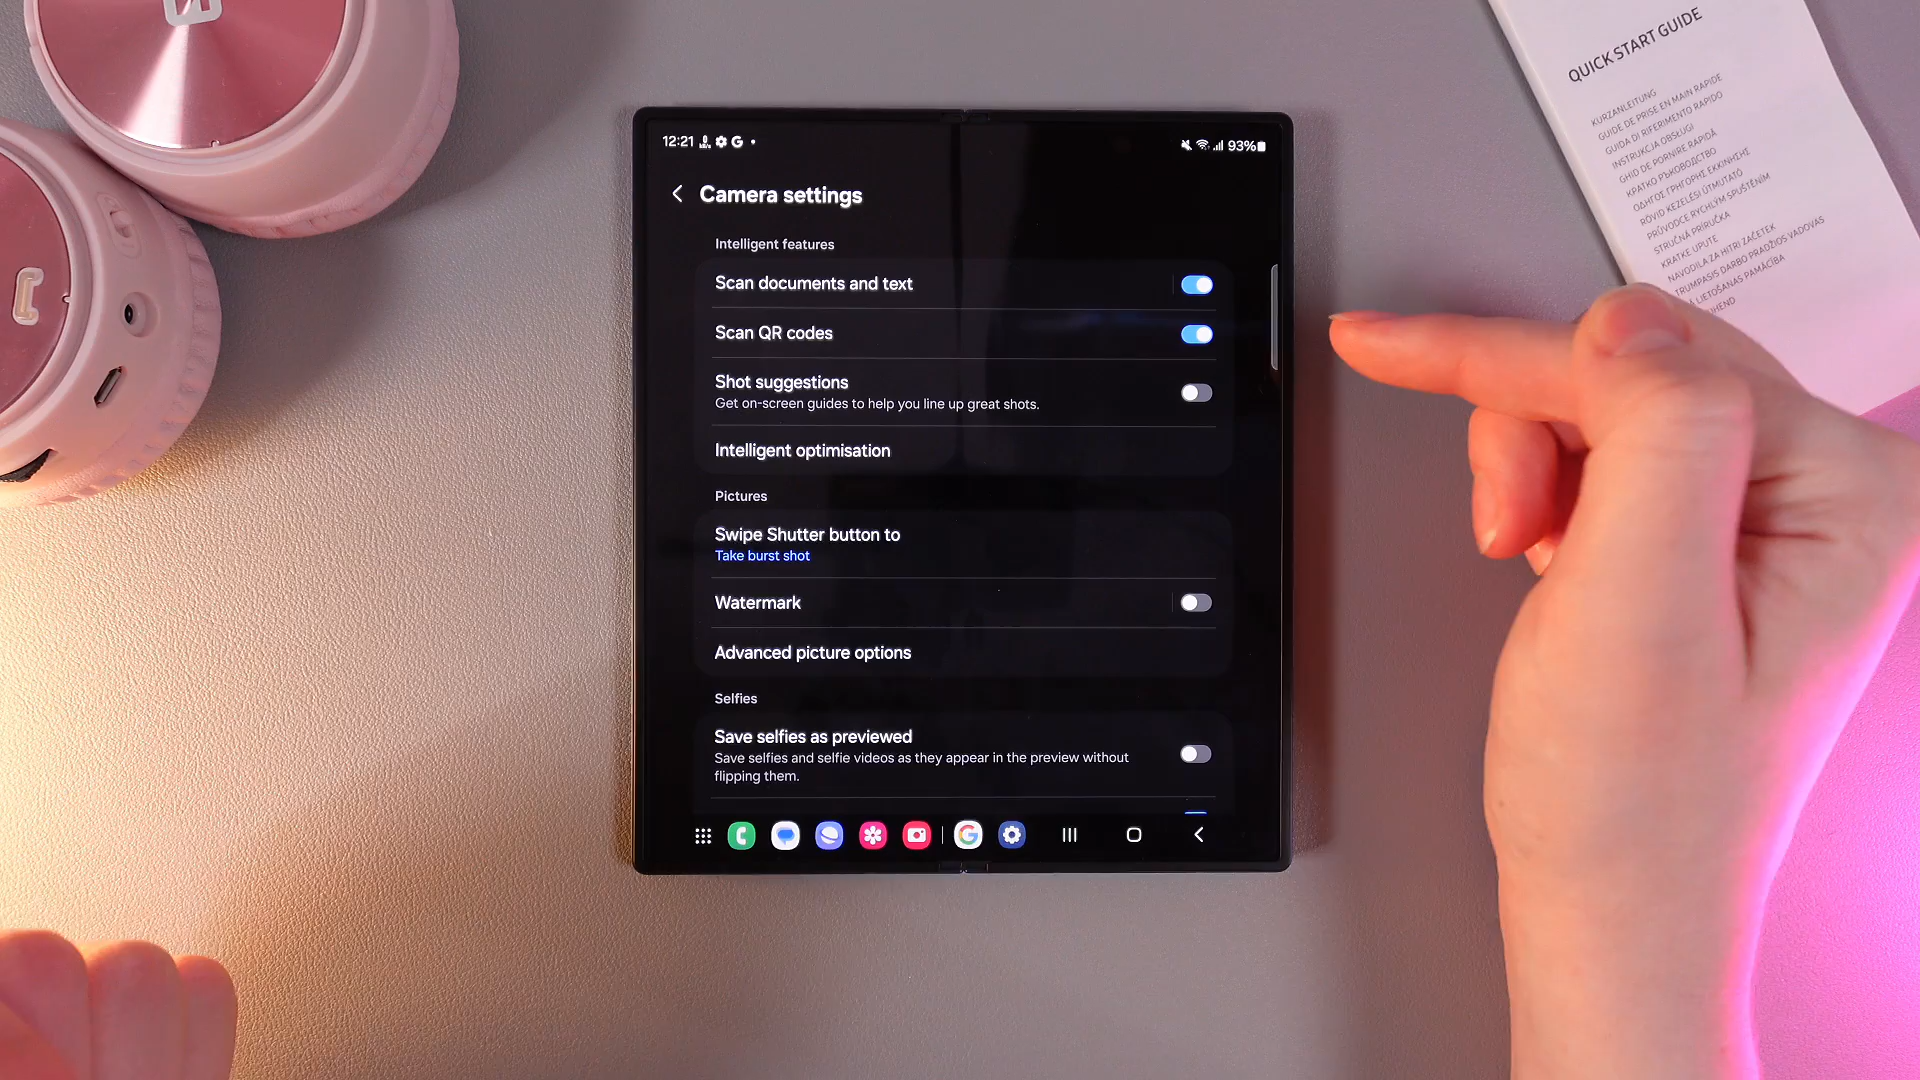 12:21
93%
Camera settings
Intelligent features
Scan documents and text
Scan QR codes
Shot suggestions
Get on-screen guides to help you line up great shots.
Intelligent optimisation
Pictures
Swipe Shutter button to
Take burst shot
Watermark
Advanced picture options
Selfies
Save selfies as previewed
Save selfies and selfie videos as they appear in the preview without
flipping them.
QUICK START GUIDE
KURZANLEITUNG
GUIDE DE PRISE EN MAIN RAPIDE
GUIDA DI RIFERIMENTO RAPIDO
INSTRUKCJA OBSŁUGI
GHID DE PORNIRE RAPIDĂ
КРАТКО РЪКОВОДСТВО
ΟΔΗΓΟΣ ΓΡΗΓΟΡΗΣ ΕΚΚΙΝΗΣΗΣ
RÖVID KEZELÉSI ÚTMUTATÓ
PRŮVODCE RYCHLÝM SPUŠTĚNÍM
STRUČNÁ PRÍRUČKA
KRATKE UPUTE
NAVODILA ZA HITRI ZAČETEK
TRUMPASIS DARBO PRADŽIOS VADOVAS
LIETOŠANAS PAMĀCĪBA